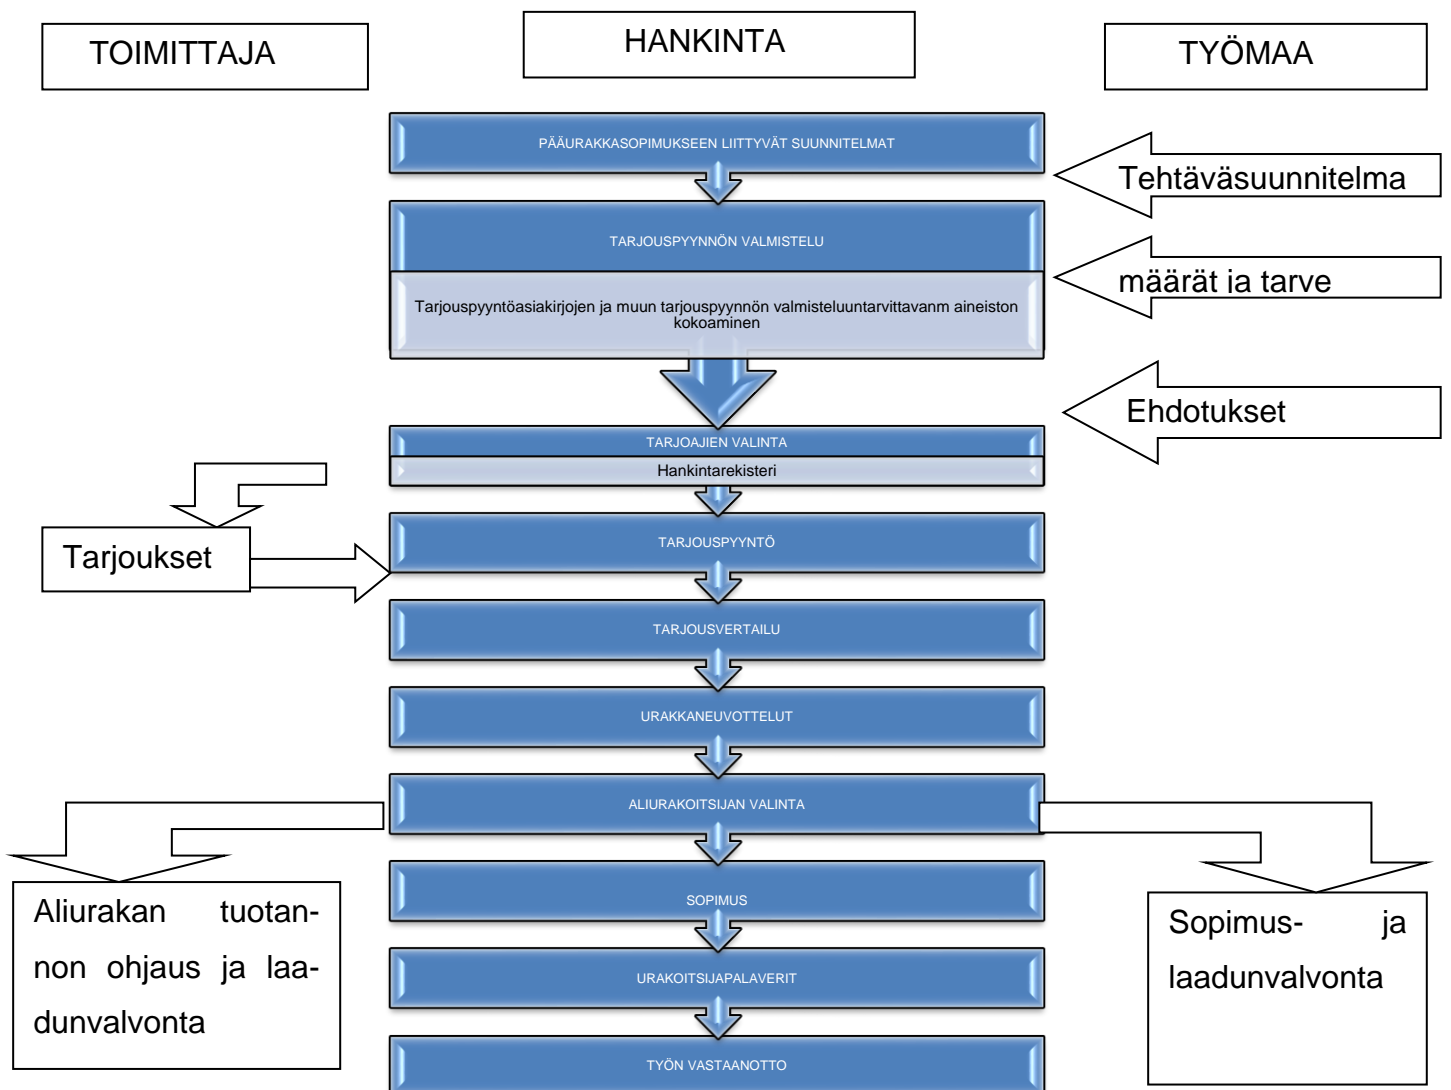 TOIMITTAJA
HANKINTA
TYÖMAA
PÄÄURAKKASOPIMUKSEEN LIITTYVÄT SUUNNITELMAT
Tehtäväsuunnitelma
TARJOUSPYYNNÖN VALMISTELU
määrät ja tarve
Tarjouspyyntöasiakirjojen ja muun tarjouspyynnön valmisteluuntarvittavanm aineiston
kokoaminen
Ehdotukset
TARJOAJIEN VALINTA
Hankintarekisteri
Tarjoukset
TARJOUSPYYNTÖ
TARJOUSVERTAILU
URAKKANEUVOTTELUT
ALIURAKOITSIJAN VALINTA
SOPIMUS
URAKOITSIJAPALAVERIT
TYÖN VASTAANOTTO
Aliurakan tuotan-
non ohjaus ja laa-
dunvalvonta
Sopimus- ja
laadunvalvonta